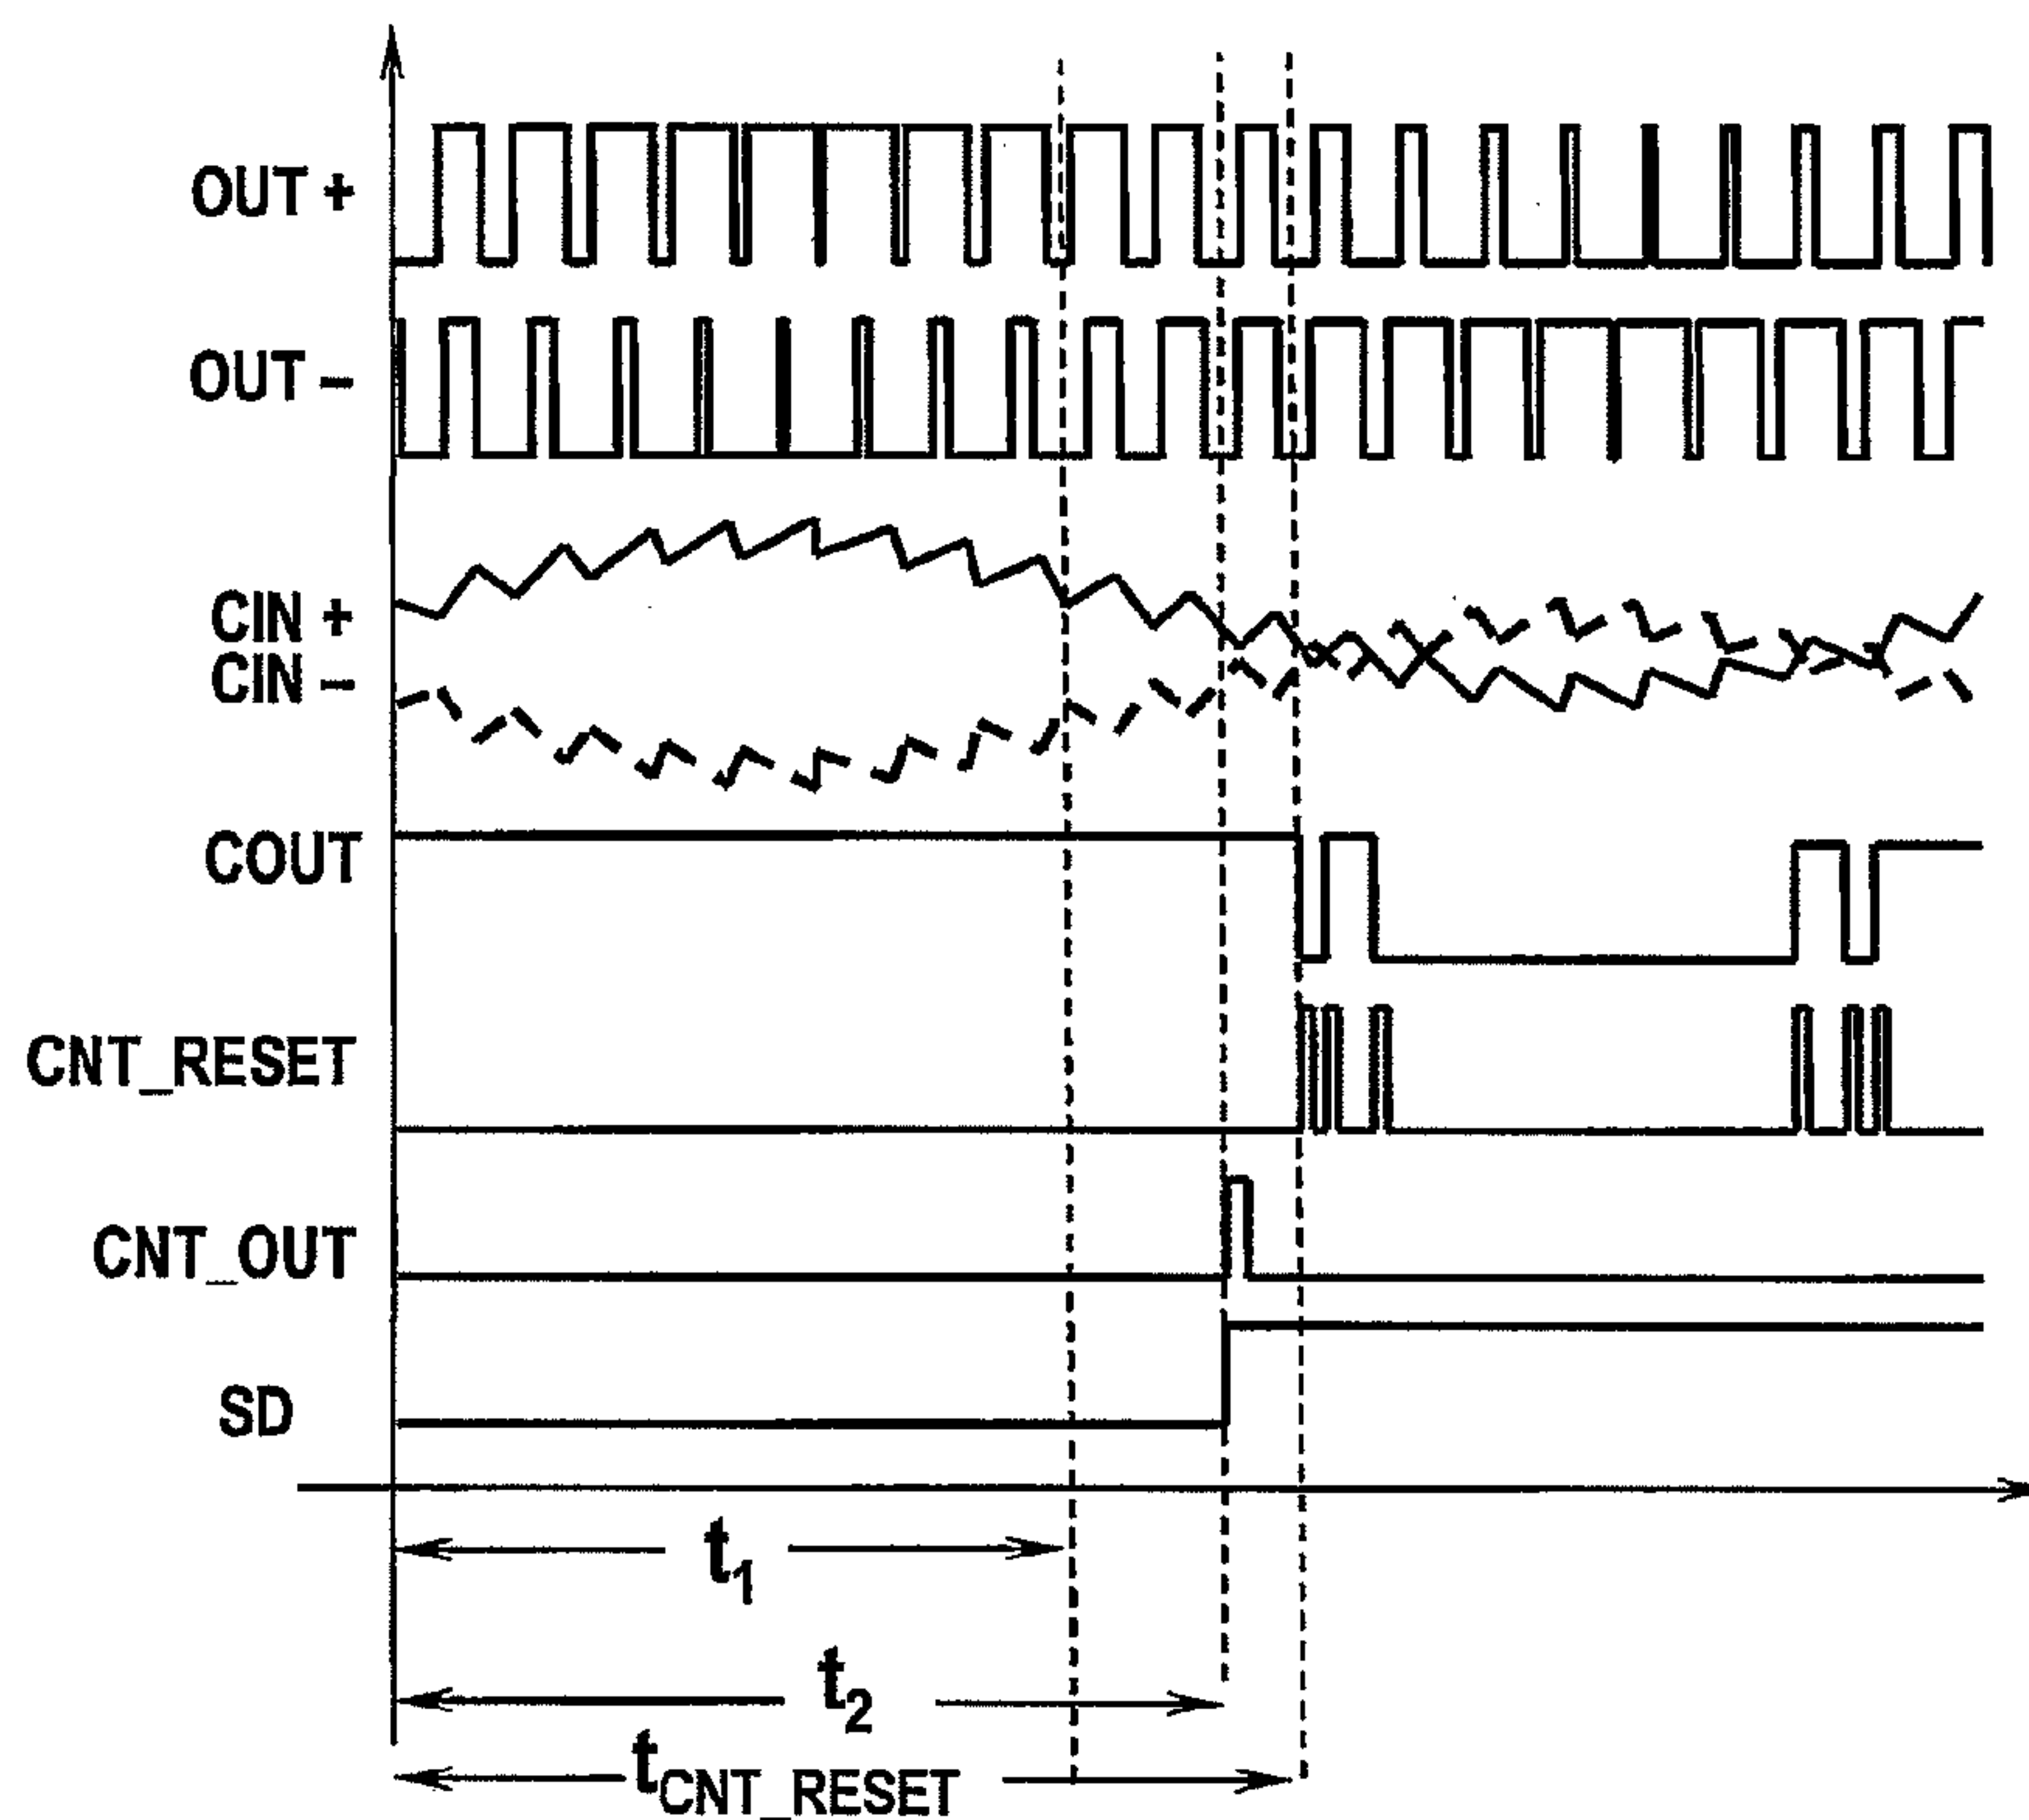 OUT +
OUT −
CIN +
CIN −
COUT
CNT_RESET
CNT_OUT
SD
t1
t2
tCNT_RESET